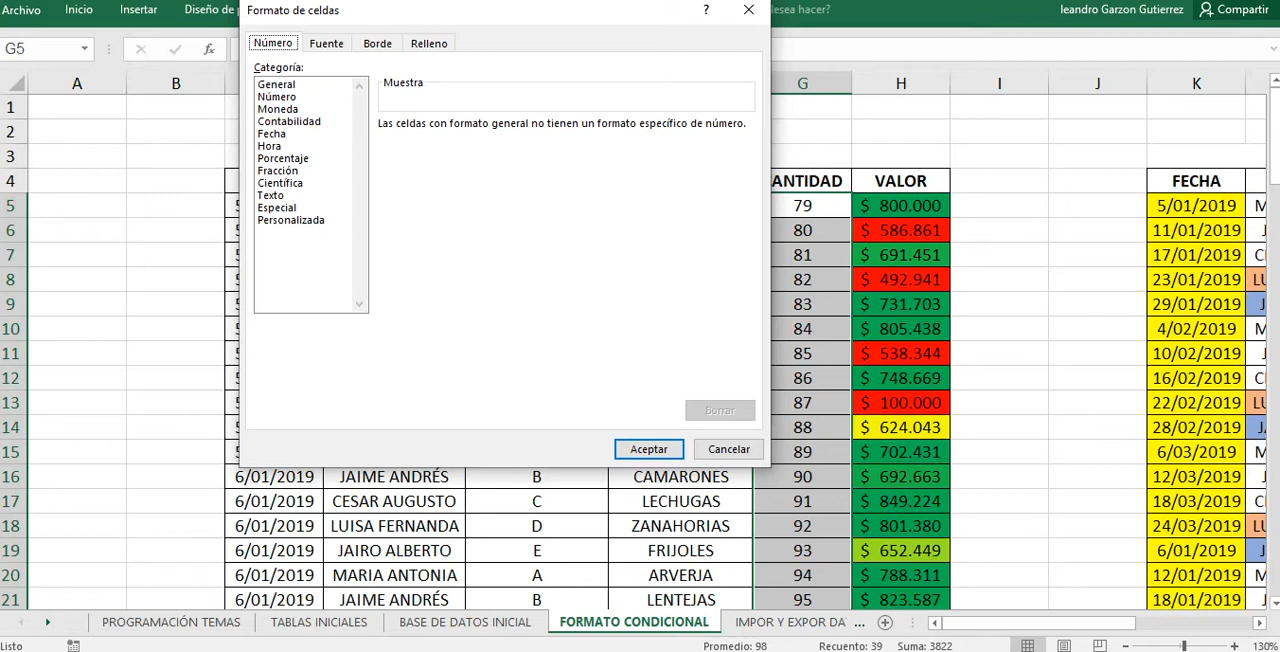 Archivo Inicio Insertar Diseño de leandro Garzon Gutierrez Compartir
Formato de celdas ? ×
G5 fx
Número Fuente Borde Relleno
Categoría:
General
Número
Moneda
Contabilidad
Fecha
Hora
Porcentaje
Fracción
Científica
Texto
Especial
Personalizada
Muestra
Las celdas con formato general no tienen un formato específico de número.
Borrar
Aceptar Cancelar
A B G H I J K
1
2
3
4 ANTIDAD VALOR FECHA
5 79 $ 800.000 5/01/2019
6 80 $ 586.861 11/01/2019
7 81 $ 691.451 17/01/2019
8 82 $ 492.941 23/01/2019
9 83 $ 731.703 29/01/2019
10 84 $ 805.438 4/02/2019
11 85 $ 538.344 10/02/2019
12 86 $ 748.669 16/02/2019
13 87 $ 100.000 22/02/2019
14 88 $ 624.043 28/02/2019
15 89 $ 702.431 6/03/2019
16 6/01/2019 JAIME ANDRÉS B CAMARONES 90 $ 692.663 12/03/2019
17 6/01/2019 CESAR AUGUSTO C LECHUGAS 91 $ 849.224 18/03/2019
18 6/01/2019 LUISA FERNANDA D ZANAHORIAS 92 $ 801.380 24/03/2019
19 6/01/2019 JAIRO ALBERTO E FRIJOLES 93 $ 652.449 6/01/2019
20 6/01/2019 MARIA ANTONIA A ARVERJA 94 $ 788.311 12/01/2019
21 6/01/2019 JAIME ANDRÉS B LENTEJAS 95 $ 823.587 18/01/2019
PROGRAMACIÓN TEMAS TABLAS INICIALES BASE DE DATOS INICIAL FORMATO CONDICIONAL IMPOR Y EXPOR DA ...
Listo Promedio: 98 Recuento: 39 Suma: 3822 130%